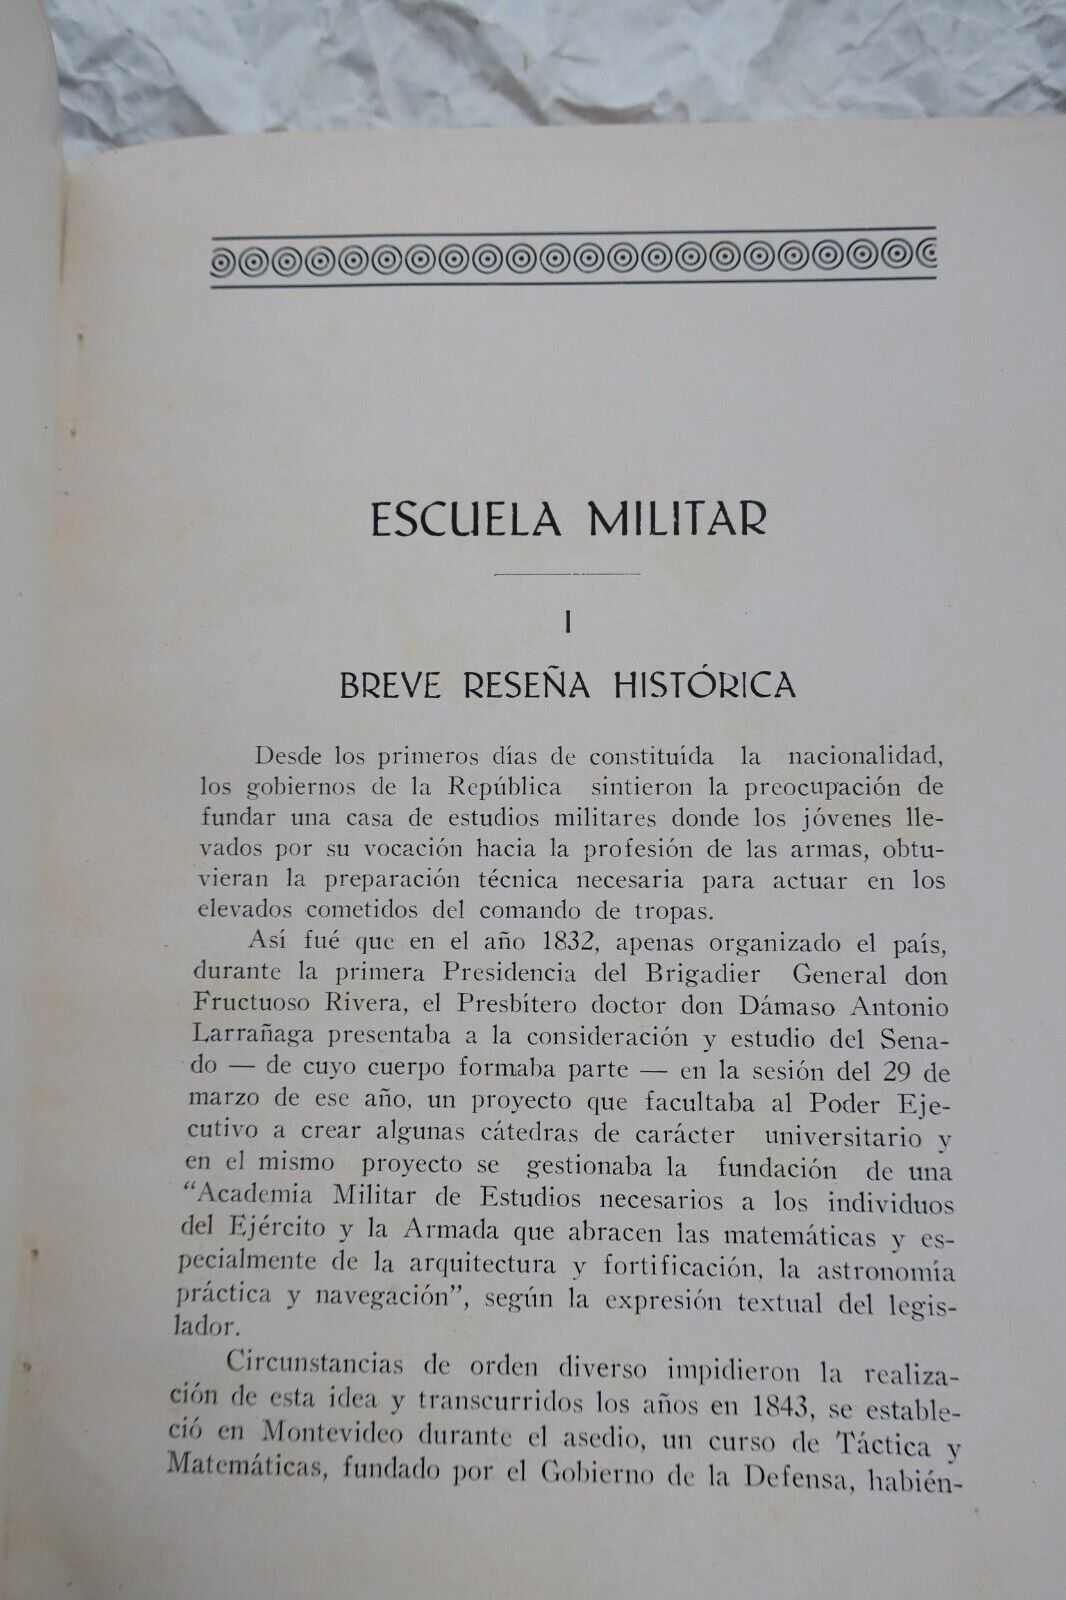 ESCUELA MILITAR
I
BREVE RESEÑA HISTÓRICA
Desde los primeros días de constituída la nacionalidad,
los gobiernos de la República sintieron la preocupación de
fundar una casa de estudios militares donde los jóvenes lle-
vados por su vocación hacia la profesión de las armas, obtu-
vieran la preparación técnica necesaria para actuar en los
elevados cometidos del comando de tropas.
Así fué que en el año 1832, apenas organizado el país,
durante la primera Presidencia del Brigadier General don
Fructuoso Rivera, el Presbítero doctor don Dámaso Antonio
Larrañaga presentaba a la consideración y estudio del Sena-
do — de cuyo cuerpo formaba parte — en la sesión del 29 de
marzo de ese año, un proyecto que facultaba al Poder Eje-
cutivo a crear algunas cátedras de carácter universitario y
en el mismo proyecto se gestionaba la fundación de una
“Academia Militar de Estudios necesarios a los individuos
del Ejército y la Armada que abracen las matemáticas y es-
pecialmente de la arquitectura y fortificación, la astronomía
práctica y navegación”, según la expresión textual del legis-
lador.
Circunstancias de orden diverso impidieron la realiza-
ción de esta idea y transcurridos los años en 1843, se estable-
ció en Montevideo durante el asedio, un curso de Táctica y
Matemáticas, fundado por el Gobierno de la Defensa, habién-